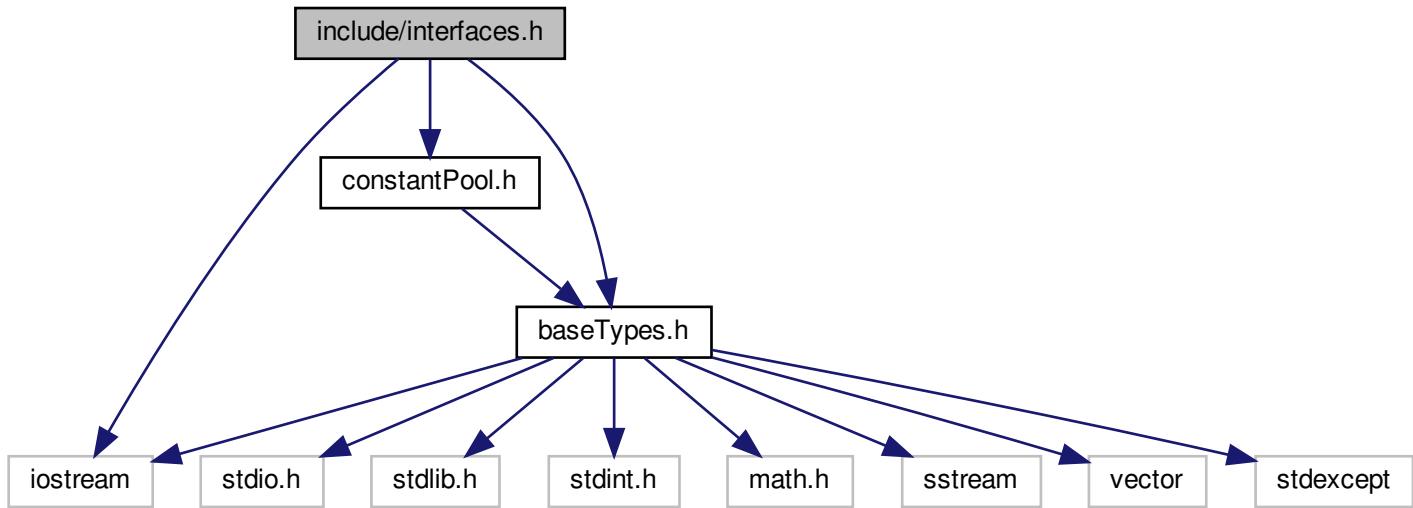 include/interfaces.h
constantPool.h
baseTypes.h
iostream
stdio.h
stdlib.h
stdint.h
math.h
sstream
vector
stdexcept